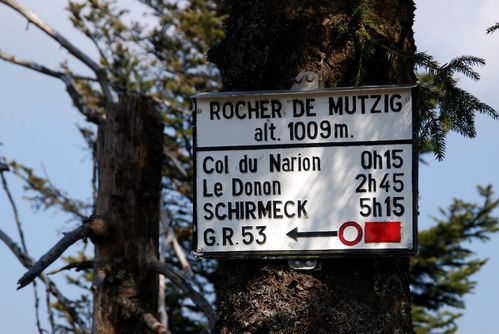 ROCHER DE MUTZIG
alt. 1009m.
Col du Narion 0h15
Le Donon 2h45
SCHIRMECK 5h15
G.R.53